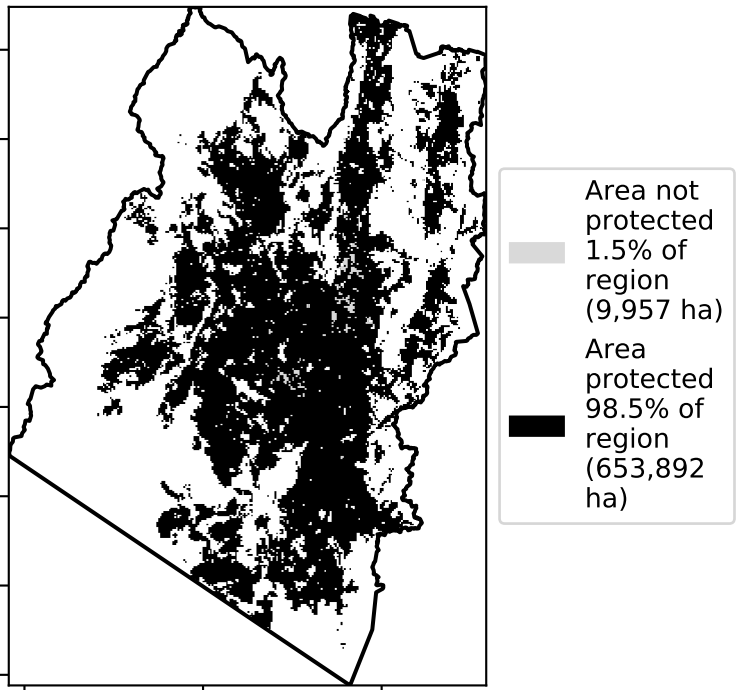 Area not
protected
1.5% of
region
(9,957 ha)
Area
protected
98.5% of
region
(653,892
ha)